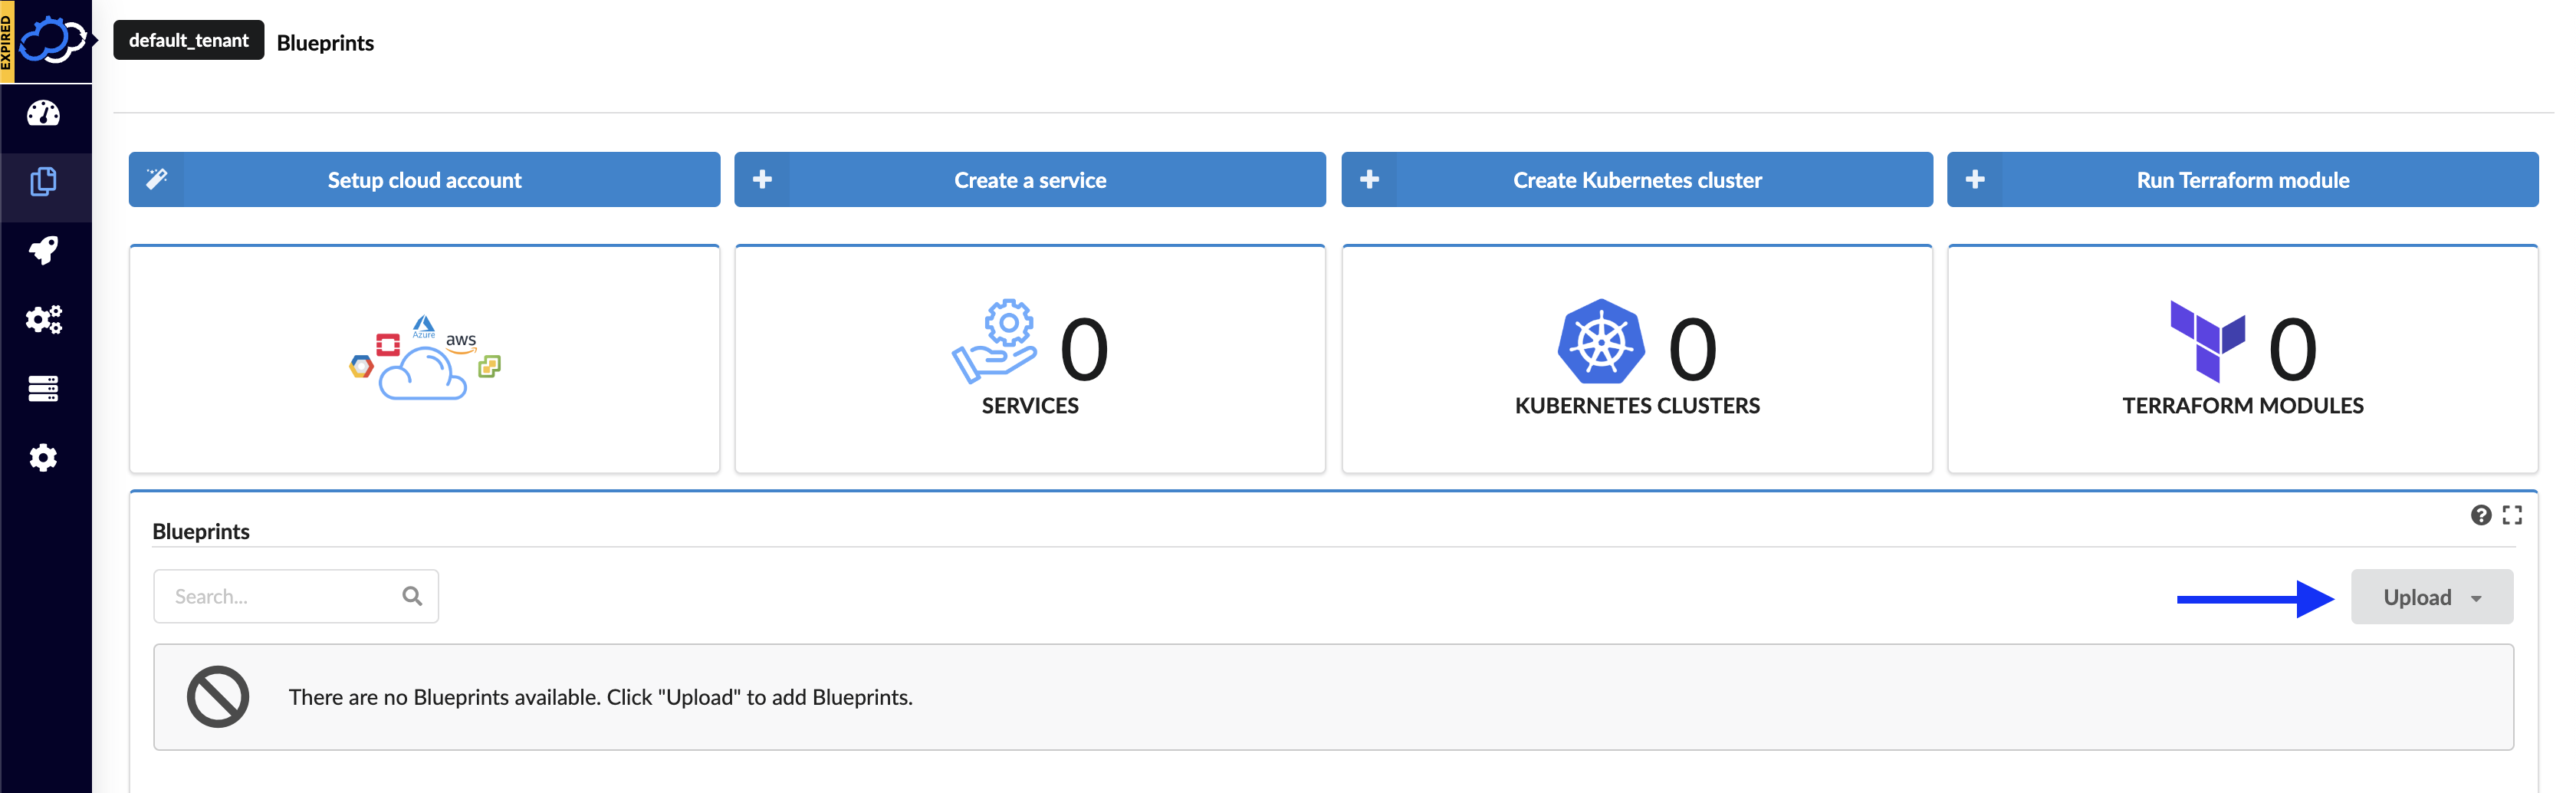 EXPIRED
default_tenant
Blueprints
Setup cloud account
Create a service
Create Kubernetes cluster
Run Terraform module
Azure
aws
0
SERVICES
0
KUBERNETES CLUSTERS
0
TERRAFORM MODULES
Blueprints
Search...
Upload
There are no Blueprints available. Click "Upload" to add Blueprints.